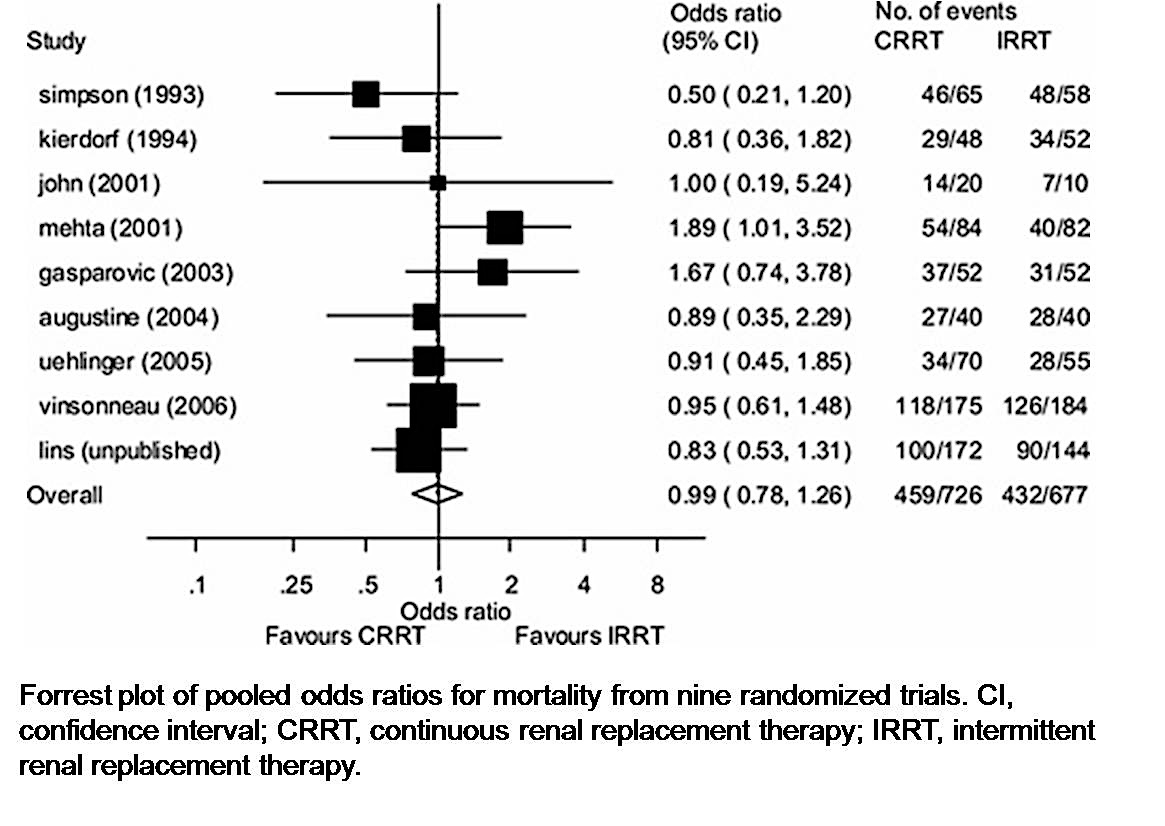 Odds ratio No. of events
Study (95% CI) CRRT IRRT
simpson (1993) 0.50 ( 0.21, 1.20) 46/65 48/58
kierdorf (1994) 0.81 ( 0.36, 1.82) 29/48 34/52
john (2001) 1.00 ( 0.19, 5.24) 14/20 7/10
mehta (2001) 1.89 ( 1.01, 3.52) 54/84 40/82
gasparovic (2003) 1.67 ( 0.74, 3.78) 37/52 31/52
augustine (2004) 0.89 ( 0.35, 2.29) 27/40 28/40
uehlinger (2005) 0.91 ( 0.45, 1.85) 34/70 28/55
vinsonneau (2006) 0.95 ( 0.61, 1.48) 118/175 126/184
lins (unpublished) 0.83 ( 0.53, 1.31) 100/172 90/144
Overall 0.99 ( 0.78, 1.26) 459/726 432/677
.1 .25 .5 1 2 4 8
Odds ratio
Favours CRRT Favours IRRT
Forrest plot of pooled odds ratios for mortality from nine randomized trials. CI,
confidence interval; CRRT, continuous renal replacement therapy; IRRT, intermittent
renal replacement therapy.